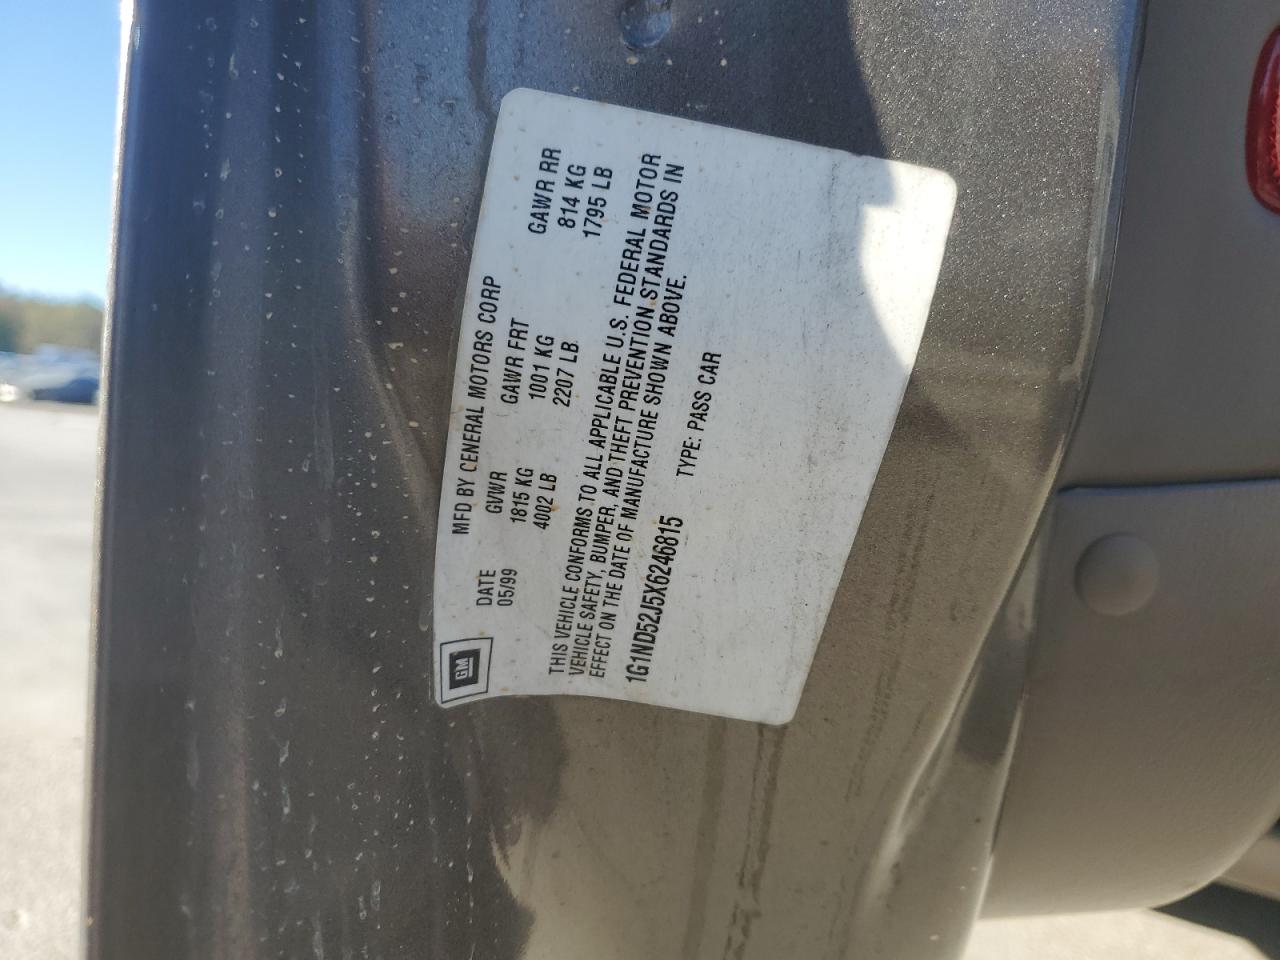 GM
MFD BY GENERAL MOTORS CORP
DATE GVWR GAWR FRT GAWR RR
05/99 1815 KG 1001 KG 814 KG
4002 LB 2207 LB 1795 LB
THIS VEHICLE CONFORMS TO ALL APPLICABLE U.S. FEDERAL MOTOR
VEHICLE SAFETY, BUMPER, AND THEFT PREVENTION STANDARDS IN
EFFECT ON THE DATE OF MANUFACTURE SHOWN ABOVE.
1G1ND52J5X6246815 TYPE: PASS CAR